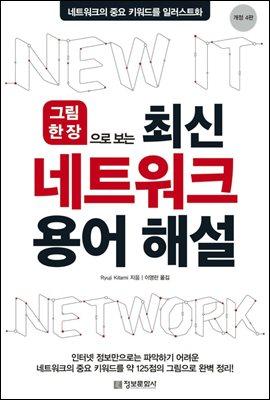 네트워크의 중요 키워드를 일러스트화
개정 4판
NEW IT
그림
한 장
으로 보는 최신
네트워크
용어 해설
Ryuji Kitami 지음 | 이영란 옮김
NETWORK
인터넷 정보만으로는 파악하기 어려운
네트워크의 중요 키워드를 약 125점의 그림으로 완벽 정리!
정보문화사